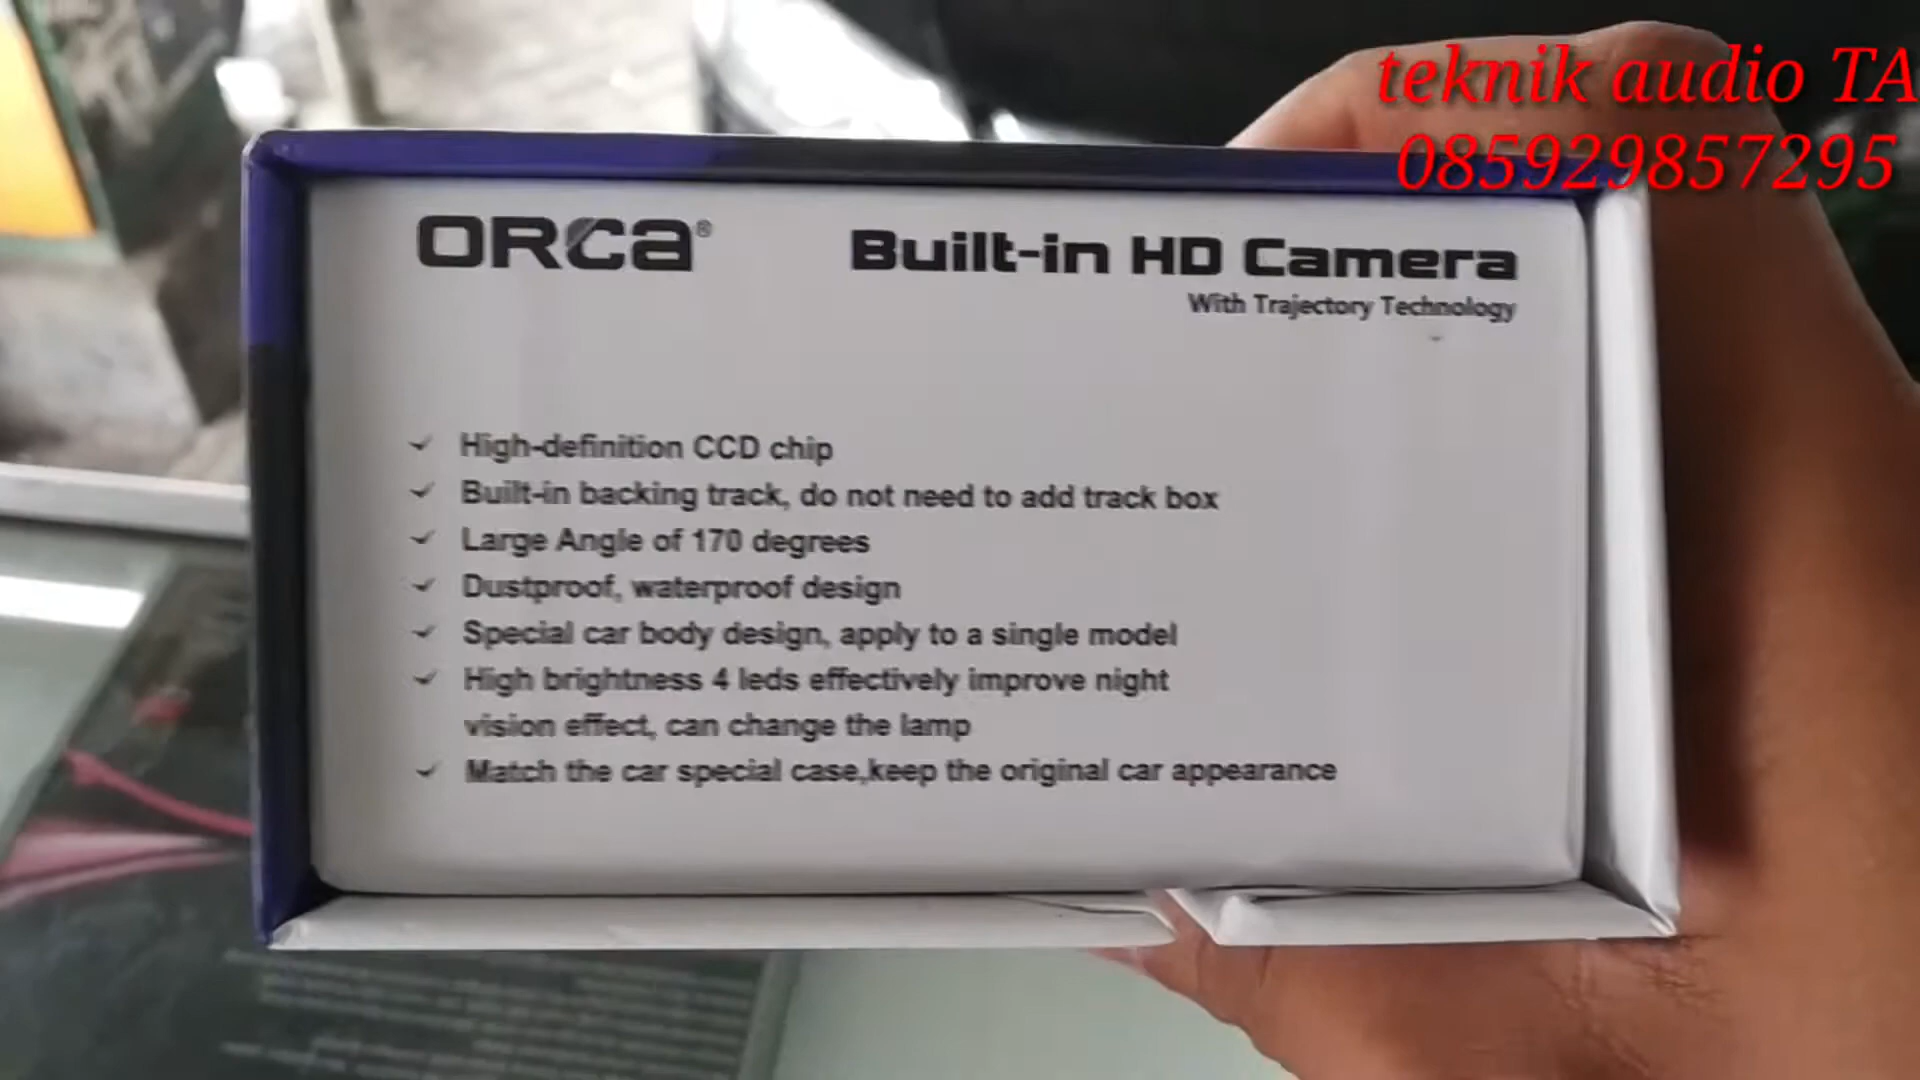 teknik audio TA
085929857295
ORCA®
Built-in HD Camera
With Trajectory Technology
✓ High-definition CCD chip
✓ Built-in backing track, do not need to add track box
✓ Large Angle of 170 degrees
✓ Dustproof, waterproof design
✓ Special car body design, apply to a single model
✓ High brightness 4 leds effectively improve night
vision effect, can change the lamp
✓ Match the car special case,keep the original car appearance